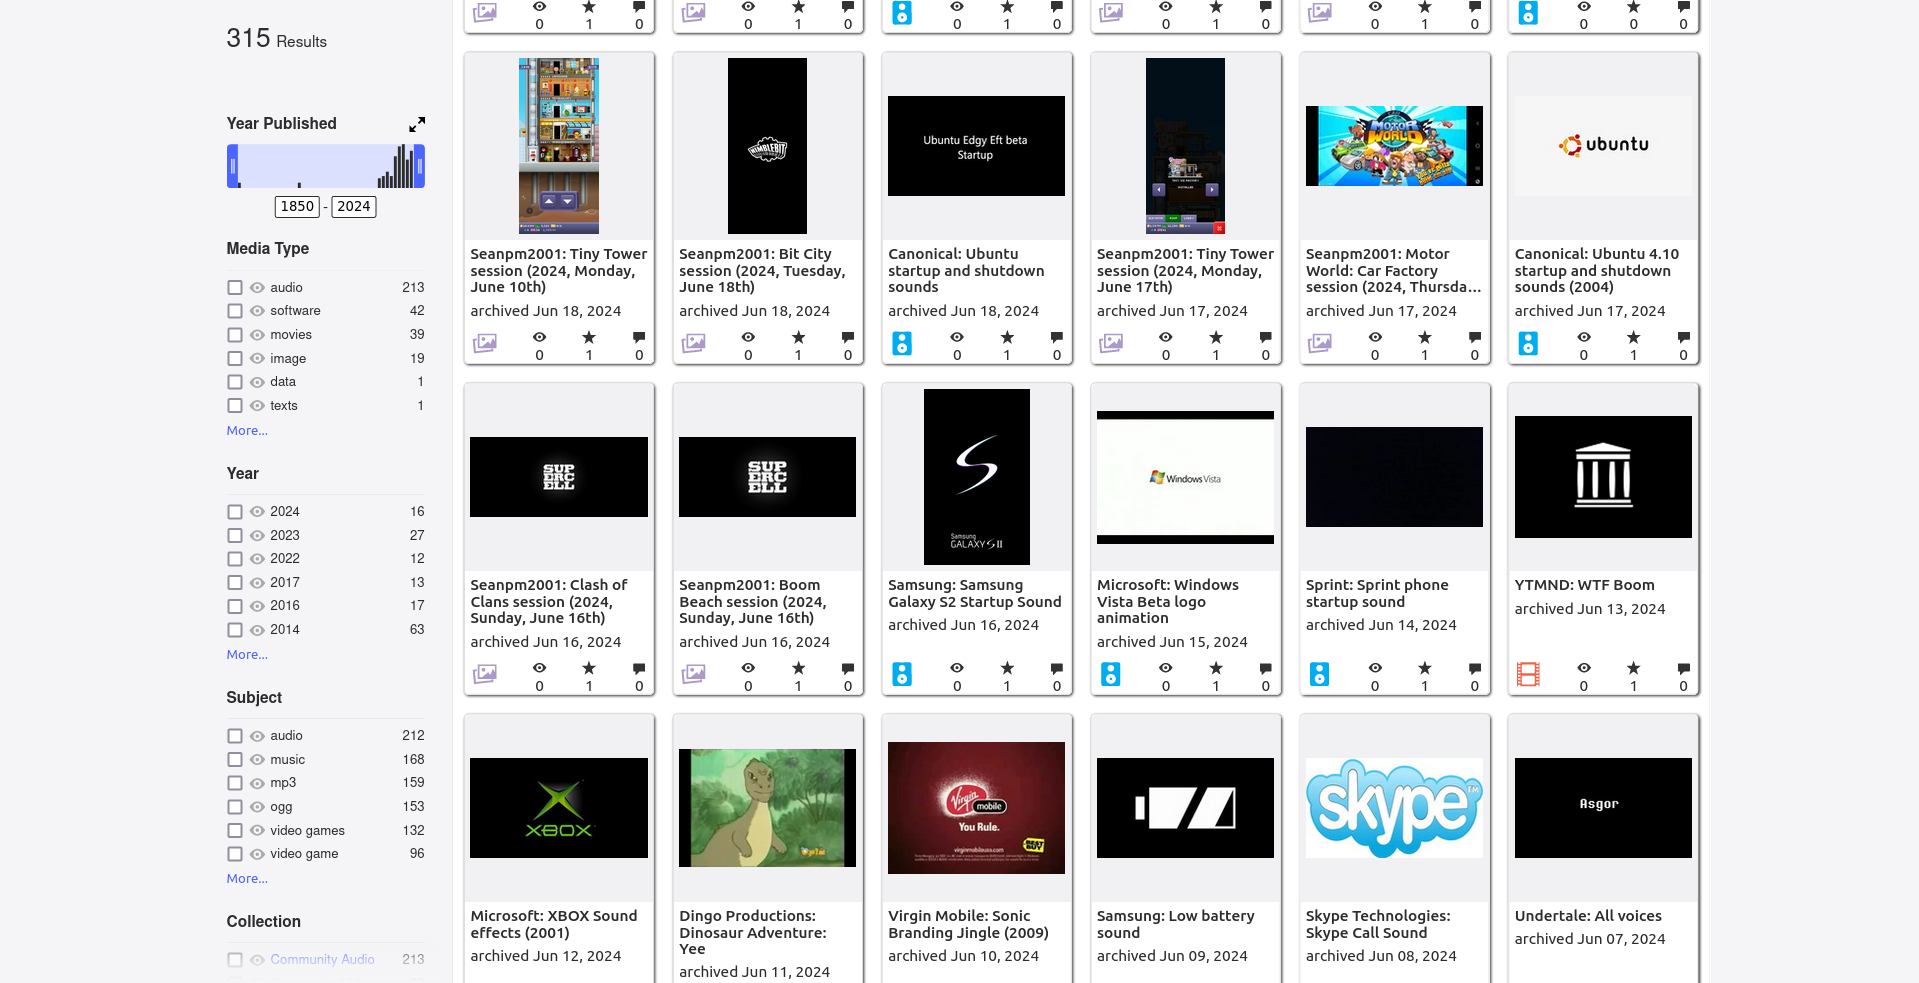 315 Results
Year Published
1850 - 2024
Media Type
audio 213
software 42
movies 39
image 19
data 1
texts 1
More...
Year
2024 16
2023 27
2022 12
2017 13
2016 17
2014 63
More...
Subject
audio 212
music 168
mp3 159
ogg 153
video games 132
video game 96
More...
Collection
Community Audio 213
0 1 0
0 1 0
0 1 0
0 1 0
0 1 0
0 0 0
NIMBLEBIT
Ubuntu Edgy Eft beta
Startup
MOTOR
WORLD
ubuntu
Seanpm2001: Tiny Tower
session (2024, Monday,
June 10th)
archived Jun 18, 2024
0 1 0
Seanpm2001: Bit City
session (2024, Tuesday,
June 18th)
archived Jun 18, 2024
0 1 0
Canonical: Ubuntu
startup and shutdown
sounds
archived Jun 18, 2024
0 1 0
Seanpm2001: Tiny Tower
session (2024, Monday,
June 17th)
archived Jun 17, 2024
0 1 0
Seanpm2001: Motor
World: Car Factory
session (2024, Thursda...
archived Jun 17, 2024
0 1 0
Canonical: Ubuntu 4.10
startup and shutdown
sounds (2004)
archived Jun 17, 2024
0 1 0
SUP
ERC
ELL
Seanpm2001: Clash of
Clans session (2024,
Sunday, June 16th)
archived Jun 16, 2024
0 1 0
SUP
ERC
ELL
Seanpm2001: Boom
Beach session (2024,
Sunday, June 16th)
archived Jun 16, 2024
0 1 0
Samsung
GALAXY S II
Samsung: Samsung
Galaxy S2 Startup Sound
archived Jun 16, 2024
0 1 0
Windows Vista
Microsoft: Windows
Vista Beta logo
animation
archived Jun 15, 2024
0 1 0
Sprint: Sprint phone
startup sound
archived Jun 14, 2024
0 1 0
YTMND: WTF Boom
archived Jun 13, 2024
0 1 0
XBOX
Microsoft: XBOX Sound
effects (2001)
archived Jun 12, 2024
Dingo Productions:
Dinosaur Adventure:
Yee
archived Jun 11, 2024
Virgin
mobile
You Rule.
virginmobileusa.com
BEST
BUY
Virgin Mobile: Sonic
Branding Jingle (2009)
archived Jun 10, 2024
Samsung: Low battery
sound
archived Jun 09, 2024
skype TM
Skype Technologies:
Skype Call Sound
archived Jun 08, 2024
Asgor
Undertale: All voices
archived Jun 07, 2024